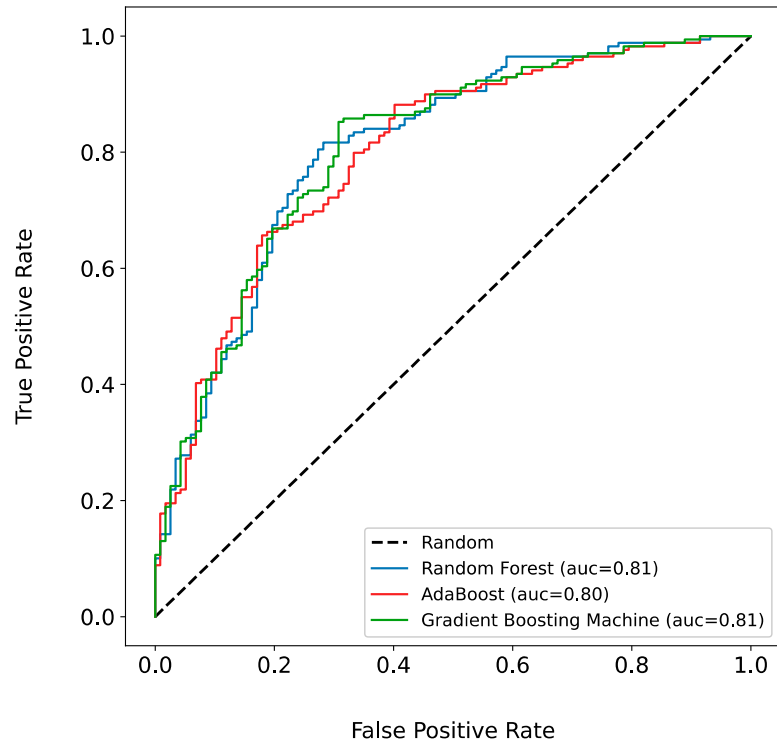 1.0
0.8
0.6
0.4
0.2
0.0
True Positive Rate
Random
Random Forest (auc=0.81)
AdaBoost (auc=0.80)
Gradient Boosting Machine (auc=0.81)
0.0 0.2 0.4 0.6 0.8 1.0
False Positive Rate